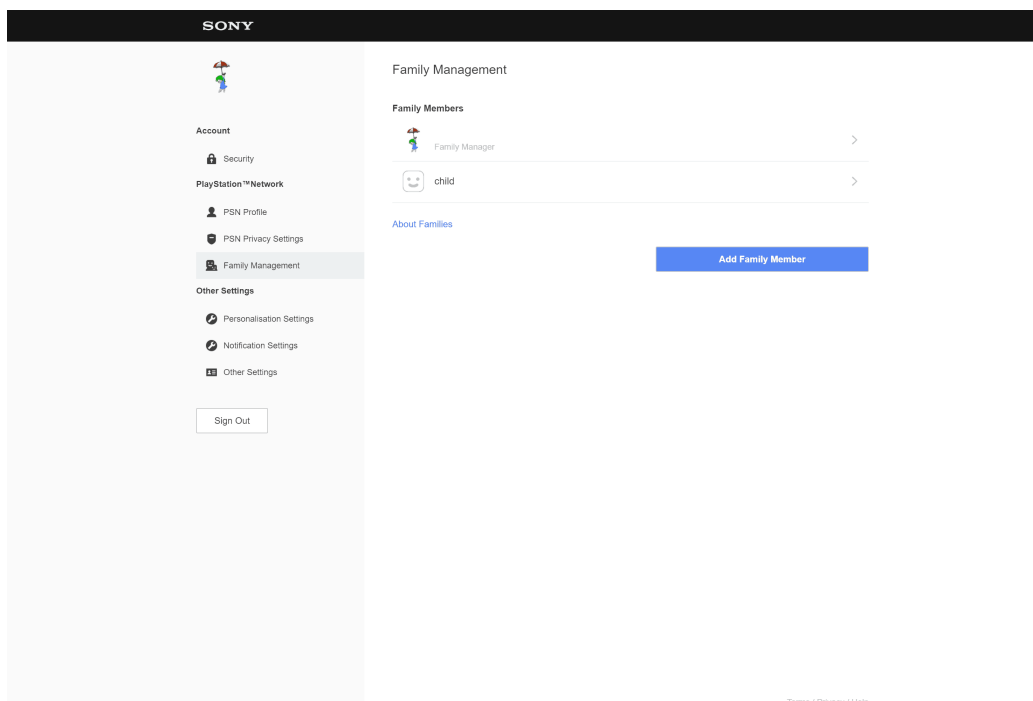 SONY
Account
Security
PlayStation™Network
PSN Profile
PSN Privacy Settings
Family Management
Other Settings
Personalisation Settings
Notification Settings
Other Settings
Sign Out
Family Management
Family Members
Family Manager
child
About Families
Add Family Member